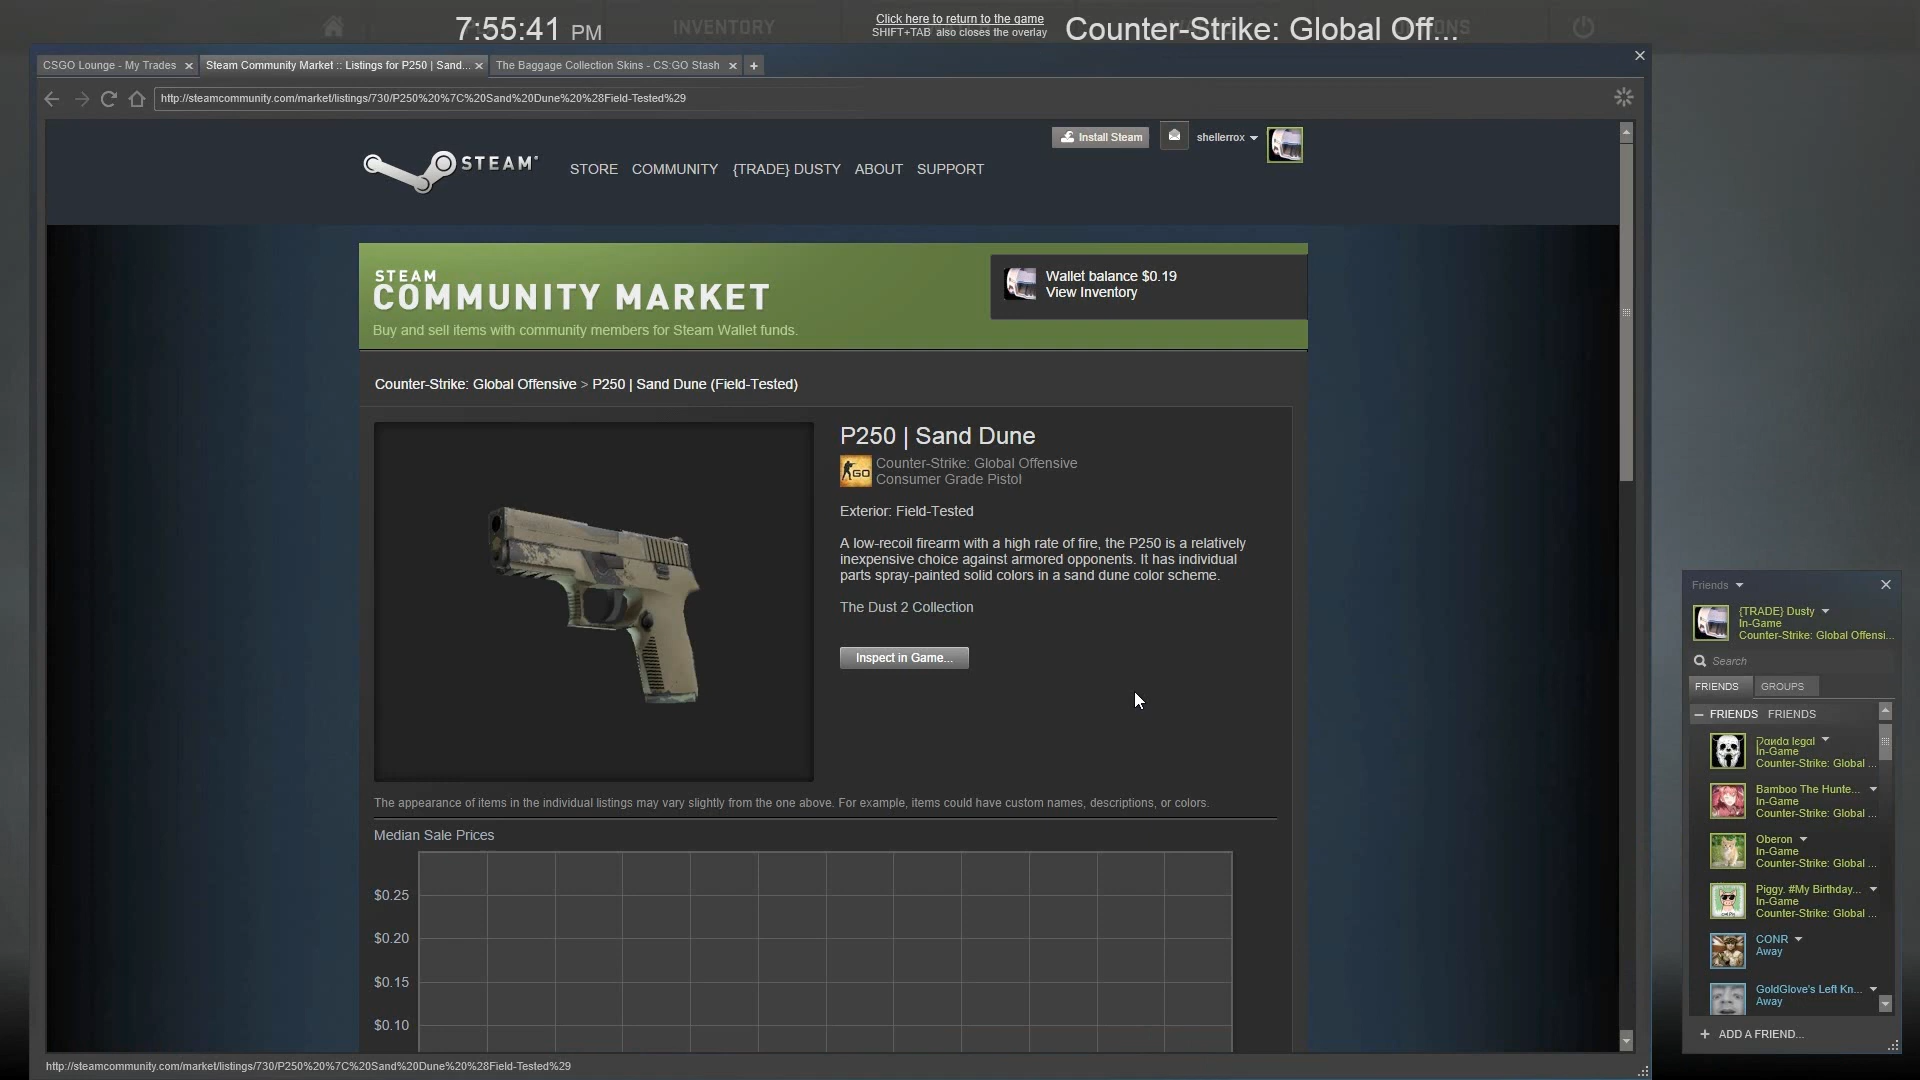 7:55:41 PM
INVENTORY
Click here to return to the game
SHIFT+TAB also closes the overlay
Counter-Strike: Global Off...
CSGO Lounge - My Trades
Steam Community Market :: Listings for P250 | Sand...
The Baggage Collection Skins - CS:GO Stash
http://steamcommunity.com/market/listings/730/P250%20%7C%20Sand%20Dune%20%28Field-Tested%29
Install Steam
shellerrox
STEAM
STORE COMMUNITY {TRADE} DUSTY ABOUT SUPPORT
STEAM
COMMUNITY MARKET
Buy and sell items with community members for Steam Wallet funds.
Wallet balance $0.19
View Inventory
Counter-Strike: Global Offensive > P250 | Sand Dune (Field-Tested)
P250 | Sand Dune
GO
Counter-Strike: Global Offensive
Consumer Grade Pistol
Exterior: Field-Tested
A low-recoil firearm with a high rate of fire, the P250 is a relatively
inexpensive choice against armored opponents. It has individual
parts spray-painted solid colors in a sand dune color scheme.
The Dust 2 Collection
Inspect in Game...
The appearance of items in the individual listings may vary slightly from the one above. For example, items could have custom names, descriptions, or colors.
Median Sale Prices
$0.25
$0.20
$0.15
$0.10
http://steamcommunity.com/market/listings/730/P250%20%7C%20Sand%20Dune%20%28Field-Tested%29
Friends
{TRADE} Dusty
In-Game
Counter-Strike: Global Offensi...
Search
FRIENDS GROUPS
FRIENDS FRIENDS
legal
In-Game
Counter-Strike: Global ...
Bamboo The Hunte...
In-Game
Counter-Strike: Global ...
Oberon
In-Game
Counter-Strike: Global ...
Piggy. #My Birthday...
In-Game
Counter-Strike: Global ...
CONR
Away
GoldGlove's Left Kn...
Away
+ ADD A FRIEND...